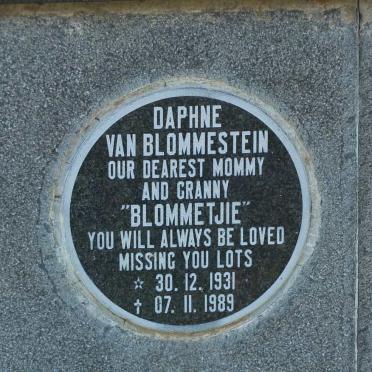 DAPHNE
VAN BLOMMESTEIN
OUR DEAREST MOMMY
AND GRANNY
"BLOMMETJIE"
YOU WILL ALWAYS BE LOVED
MISSING YOU LOTS
☆ 30. 12. 1931
✝ 07. 11. 1989